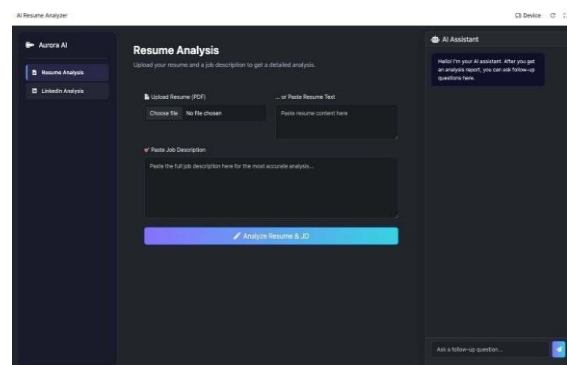 AI Resume Analyzer
Device
Aurora AI
Resume Analysis
LinkedIn Analysis
Resume Analysis
Upload your resume and a job description to get a detailed analysis.
Upload Resume (PDF)
Choose file No file chosen
... or Paste Resume Text
Paste resume content here
Paste Job Description
Paste the full job description here for the most accurate analysis...
Analyze Resume & JD
AI Assistant
Hello! I'm your AI assistant. After you get
an analysis report, you can ask follow-up
questions here.
Ask a follow-up question...